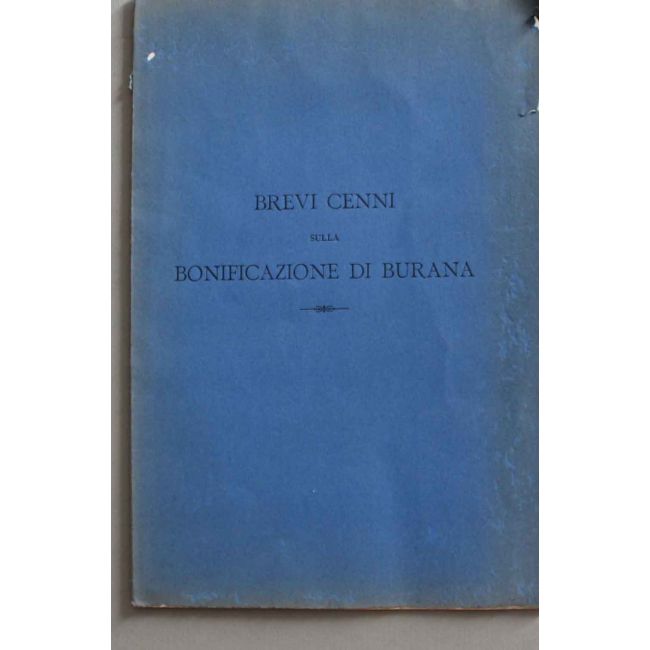 BREVI CENNI
SULLA
BONIFICAZIONE DI BURANA